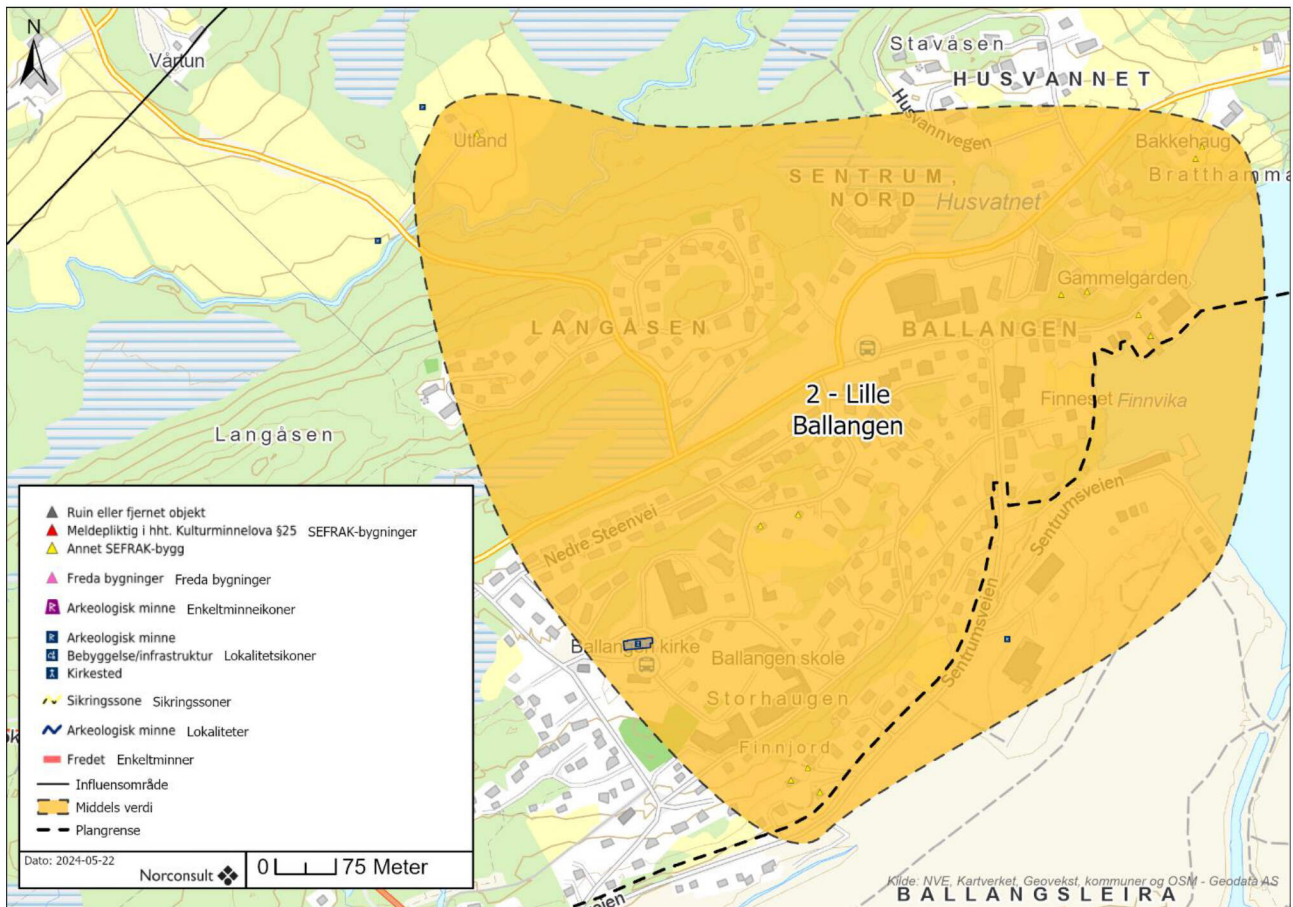 N
Vårtun
Stavåsen
HUSVANNET
Husvannvegen
Utland
Bakkehaug
Bratthamma
SENTRUM,
NORD
Husvatnet
Gammelgården
LANGÅSEN
BALLANGEN
2 - Lille
Ballangen
Finneset
Finnvika
Langåsen
Sentrumsveien
Nedre Steenvei
Ballangen kirke
Ballangen skole
Sentrumsveien
Storhaugen
Finnjord
Ruin eller fjernet objekt
Meldepliktig i hht. Kulturminnelova §25 SEFRAK-bygninger
Annet SEFRAK-bygg
Freda bygninger Freda bygninger
Arkeologisk minne Enkeltminneikoner
Arkeologisk minne
Bebyggelse/infrastruktur Lokalitetsikoner
Kirkested
Sikringssone Sikringssoner
Arkeologisk minne Lokaliteter
Fredet Enkeltminner
Influensområde
Middels verdi
Plangrense
Dato: 2024-05-22
Norconsult
0 75 Meter
Kilde: NVE, Kartverket, Geovekst, kommuner og OSM - Geodata AS
BALLANGSLEIRA
eien